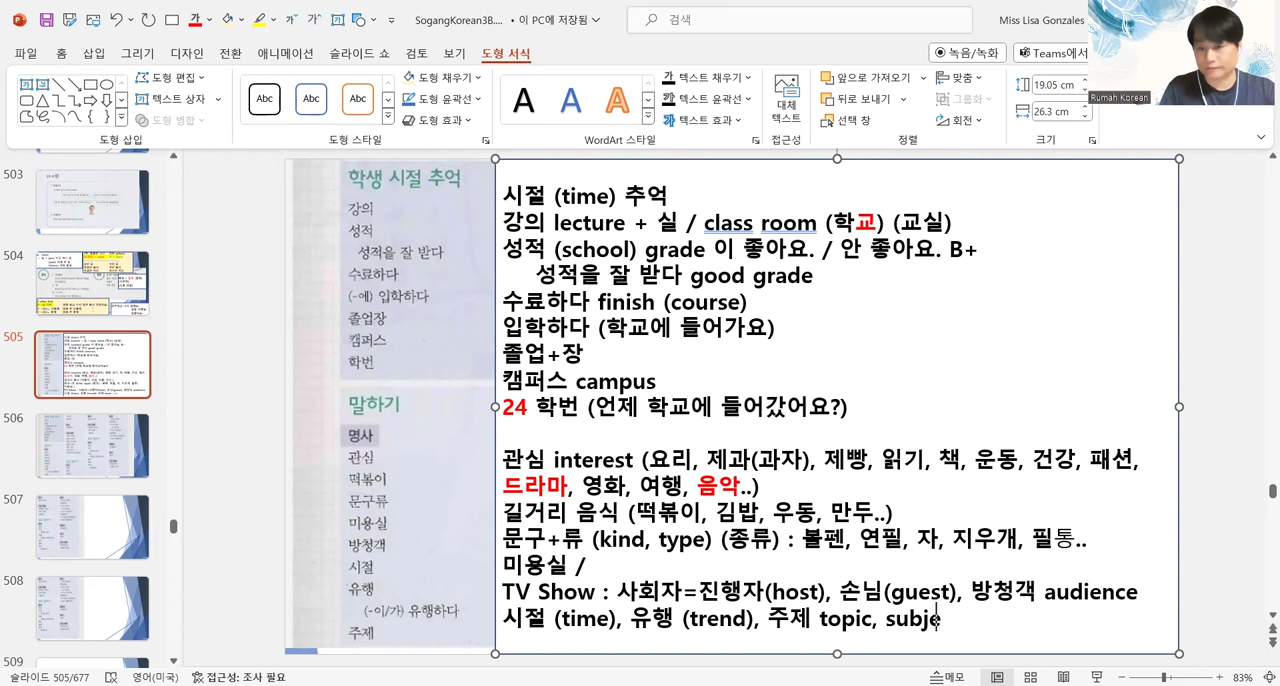 SogangKorean3B.... • 이 PC에 저장됨
검색
Miss Lisa Gonzales
파일 홈 삽입 그리기 디자인 전환 애니메이션 슬라이드 쇼 검토 보기 도형 서식
녹음/녹화
Teams에서
Rumah Korean
도형 편집
텍스트 상자
도형 병합
도형 삽입
Abc Abc Abc
도형 채우기
도형 윤곽선
도형 효과
도형 스타일
A A A
텍스트 채우기
텍스트 윤곽선
텍스트 효과
WordArt 스타일
대체
텍스트
접근성
앞으로 가져오기
뒤로 보내기
선택 창
맞춤
그룹화
회전
정렬
19.05 cm
26.3 cm
크기
503
504
505
506
507
508
509
학생 시절 추억
강의
성적
성적을 잘 받다
수료하다
(-에) 입학하다
졸업장
캠퍼스
학번
말하기
명사
관심
떡볶이
문구류
미용실
방청객
시절
유행
(-이/가) 유행하다
주제
시절 (time) 추억
강의 lecture + 실 / class room (학교) (교실)
성적 (school) grade 이 좋아요. / 안 좋아요. B+
성적을 잘 받다 good grade
수료하다 finish (course)
입학하다 (학교에 들어가요)
졸업+장
캠퍼스 campus
24 학번 (언제 학교에 들어갔어요?)
관심 interest (요리, 제과(과자), 제빵, 읽기, 책, 운동, 건강, 패션,
드라마, 영화, 여행, 음악..)
길거리 음식 (떡볶이, 김밥, 우동, 만두..)
문구+류 (kind, type) (종류) : 볼펜, 연필, 자, 지우개, 필통..
미용실 /
TV Show : 사회자=진행자(host), 손님(guest), 방청객 audience
시절 (time), 유행 (trend), 주제 topic, subje
슬라이드 505/677
영어(미국)
접근성: 조사 필요
메모
83%